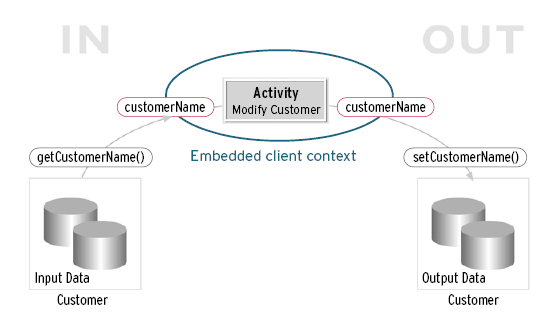 IN
OUT
Activity
Modify Customer
customerName
customerName
Embedded client context
getCustomerName()
setCustomerName()
Input Data
Output Data
Customer
Customer